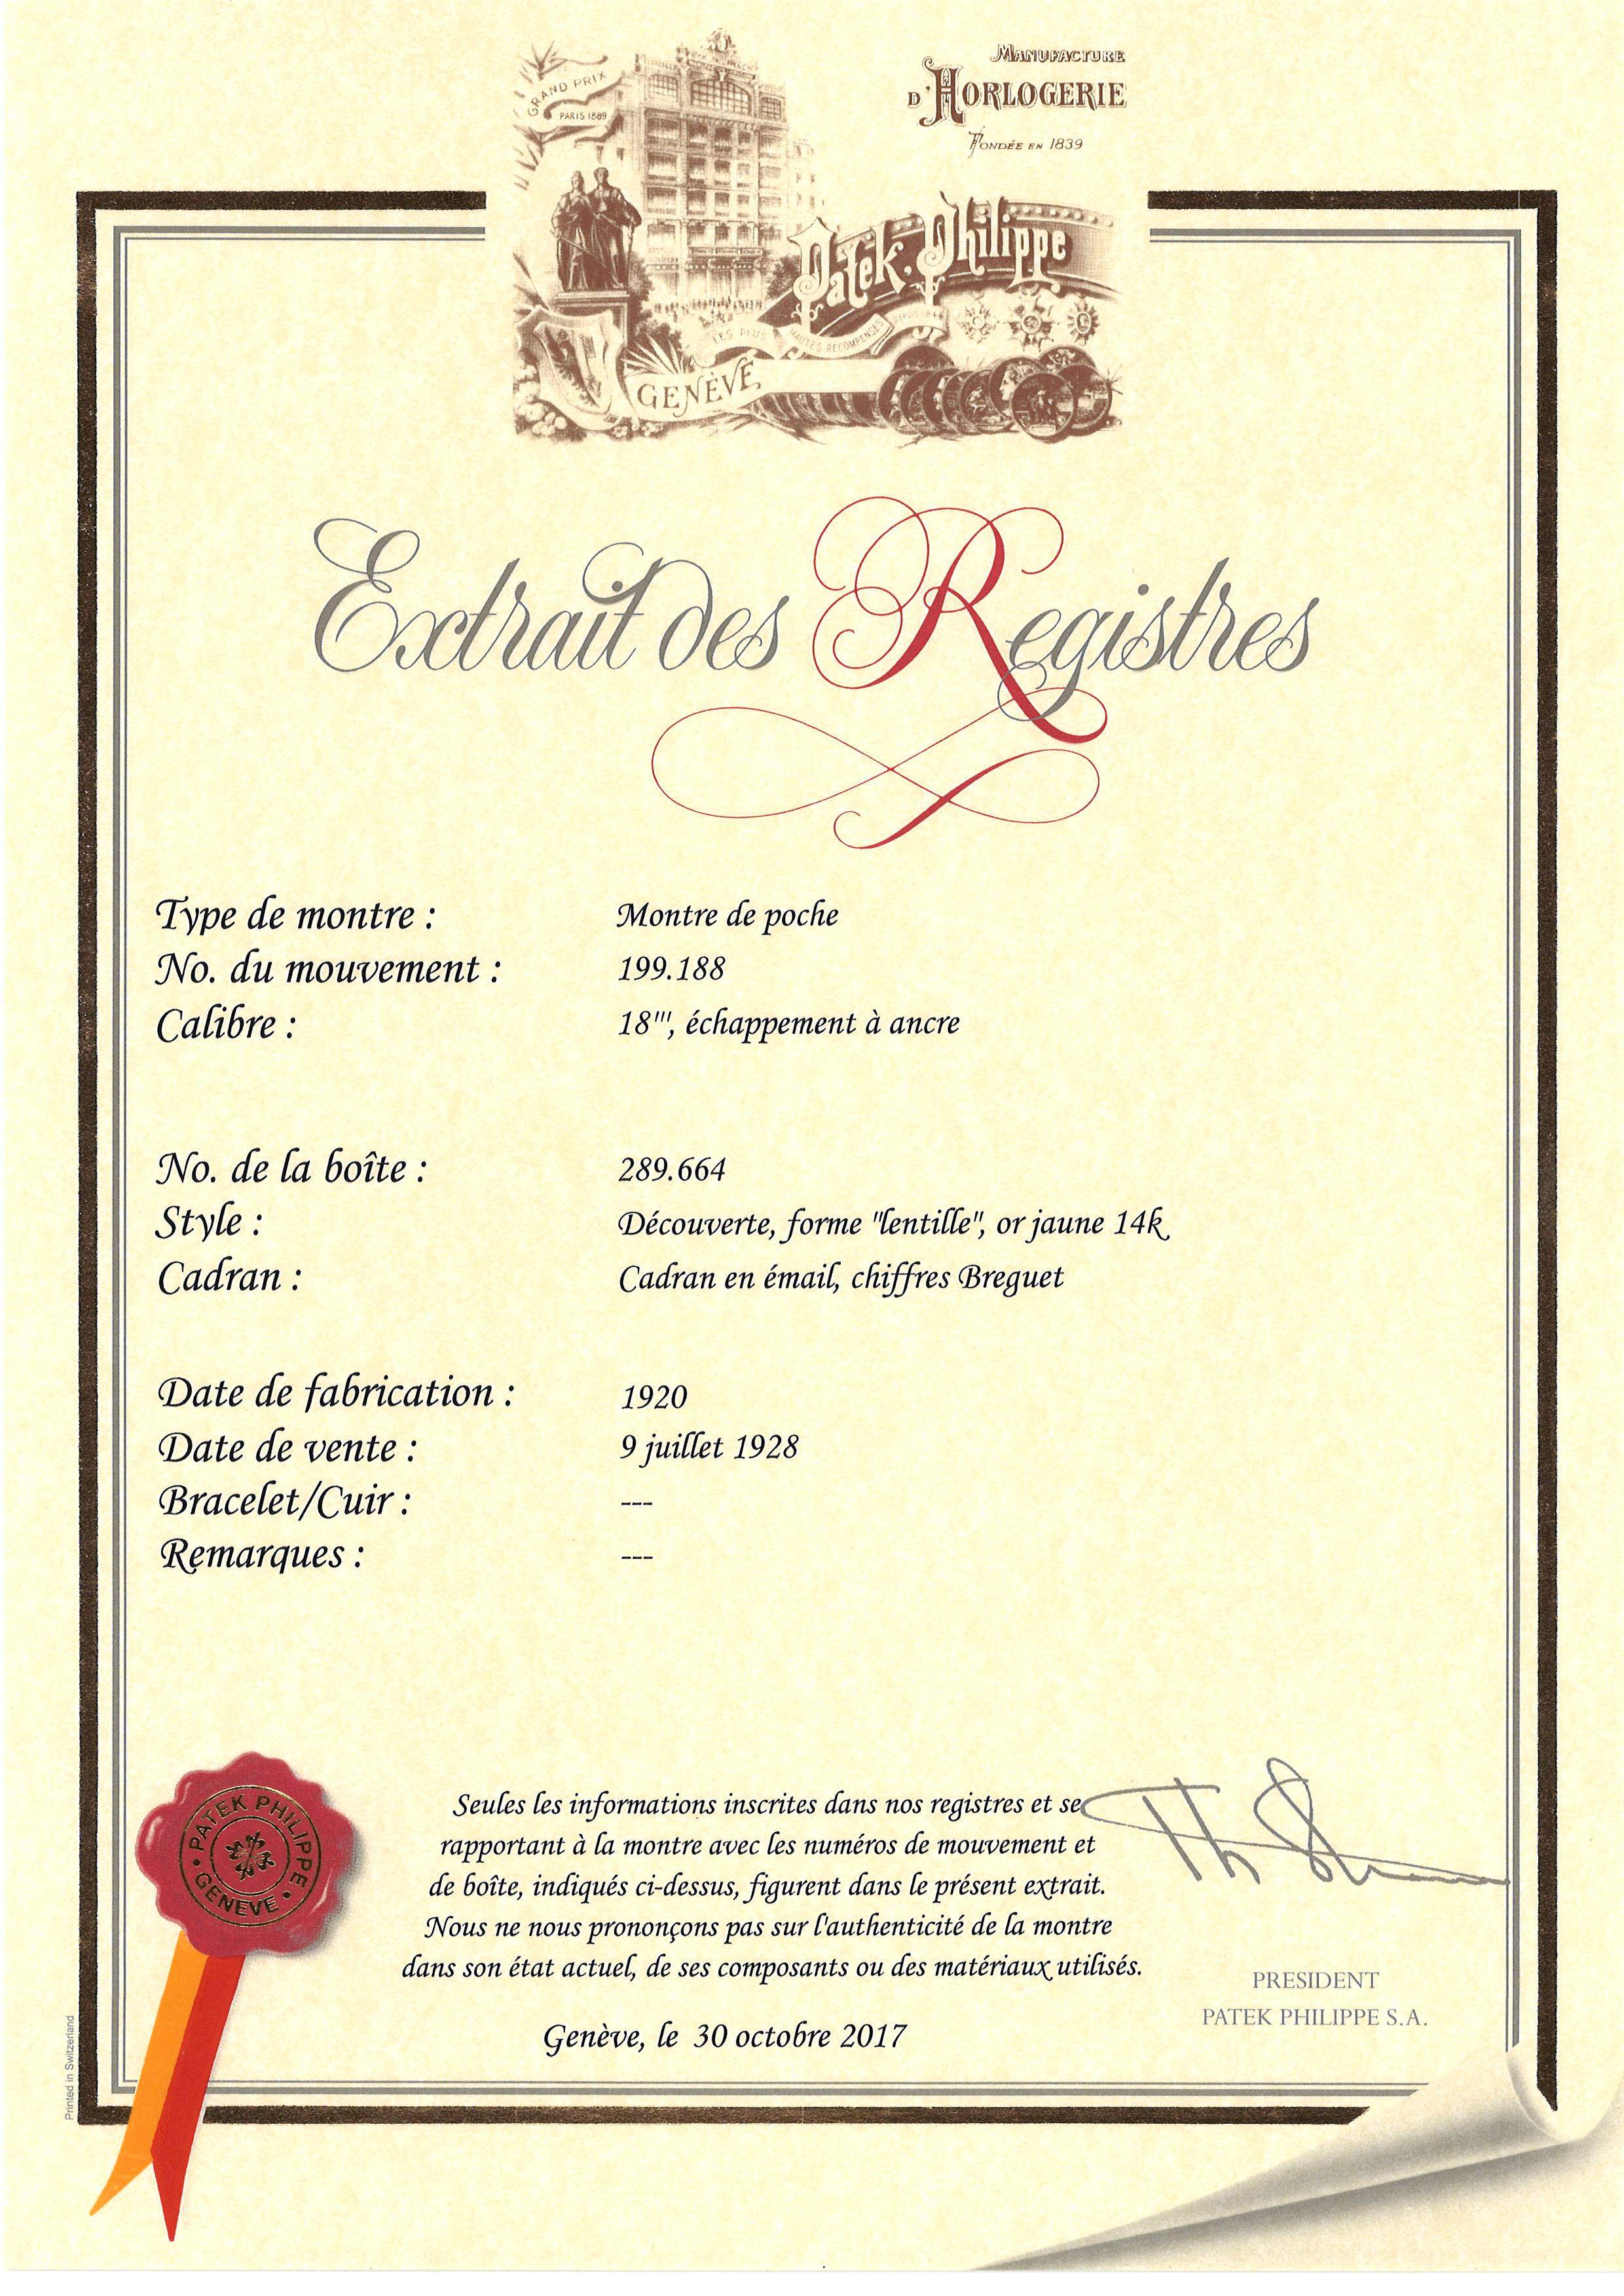 MANUFACTURE
D'HORLOGERIE
FONDÉE EN 1839
GRAND PRIX
PARIS 1889
Patek. Philippe
LES PLUS HAUTES RECOMPENSES
GENÈVE
Extrait des Registres
Type de montre : Montre de poche
No. du mouvement : 199.188
Calibre : 18''', échappement à ancre
No. de la boîte : 289.664
Style : Découverte, forme "lentille", or jaune 14k
Cadran : Cadran en émail, chiffres Breguet
Date de fabrication : 1920
Date de vente : 9 juillet 1928
Bracelet/Cuir : ---
Remarques : ---
Seules les informations inscrites dans nos registres et se
rapportant à la montre avec les numéros de mouvement et
de boîte, indiqués ci-dessus, figurent dans le présent extrait.
Nous ne nous prononçons pas sur l'authenticité de la montre
dans son état actuel, de ses composants ou des matériaux utilisés.
Genève, le 30 octobre 2017
PRESIDENT
PATEK PHILIPPE S.A.
PATEK PHILIPPE
• GENEVE •
Printed in Switzerland